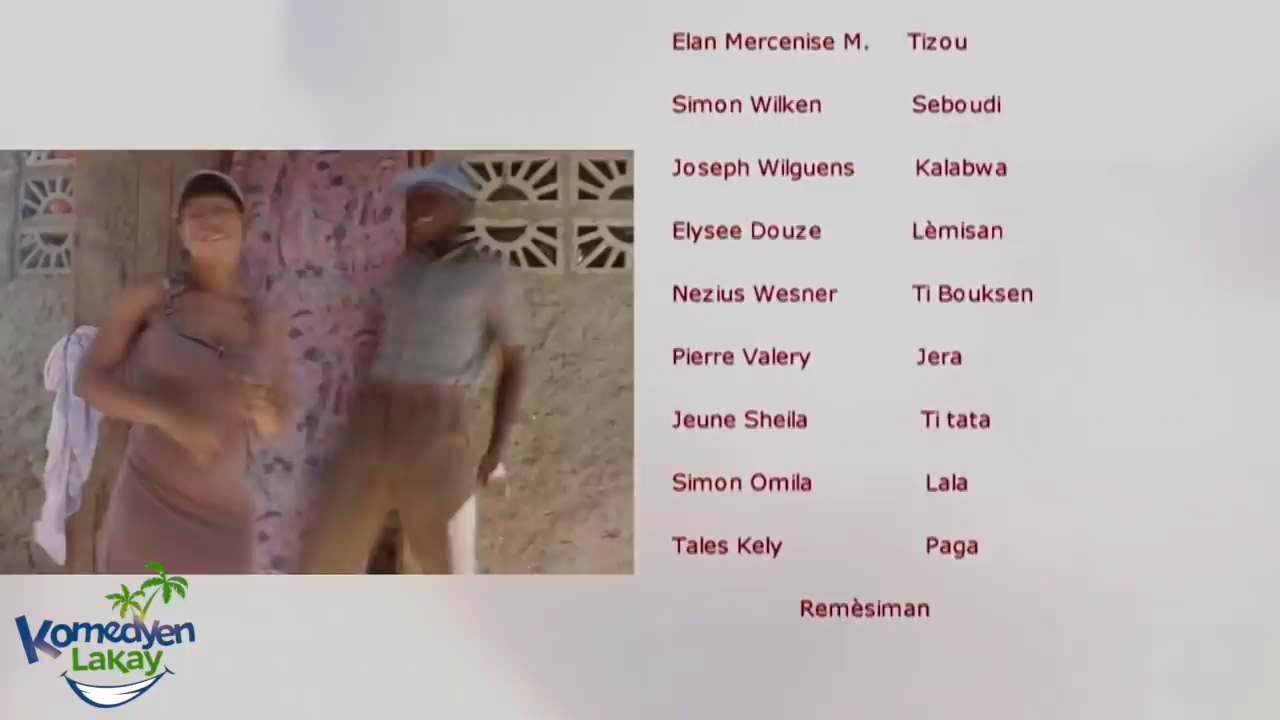 Elan Mercenise M. Tizou
Simon Wilken Seboudi
Joseph Wilguens Kalabwa
Elysee Douze Lèmisan
Nezius Wesner Ti Bouksen
Pierre Valery Jera
Jeune Sheila Ti tata
Simon Omila Lala
Tales Kely Paga
Remèsiman
Komedyen
Lakay